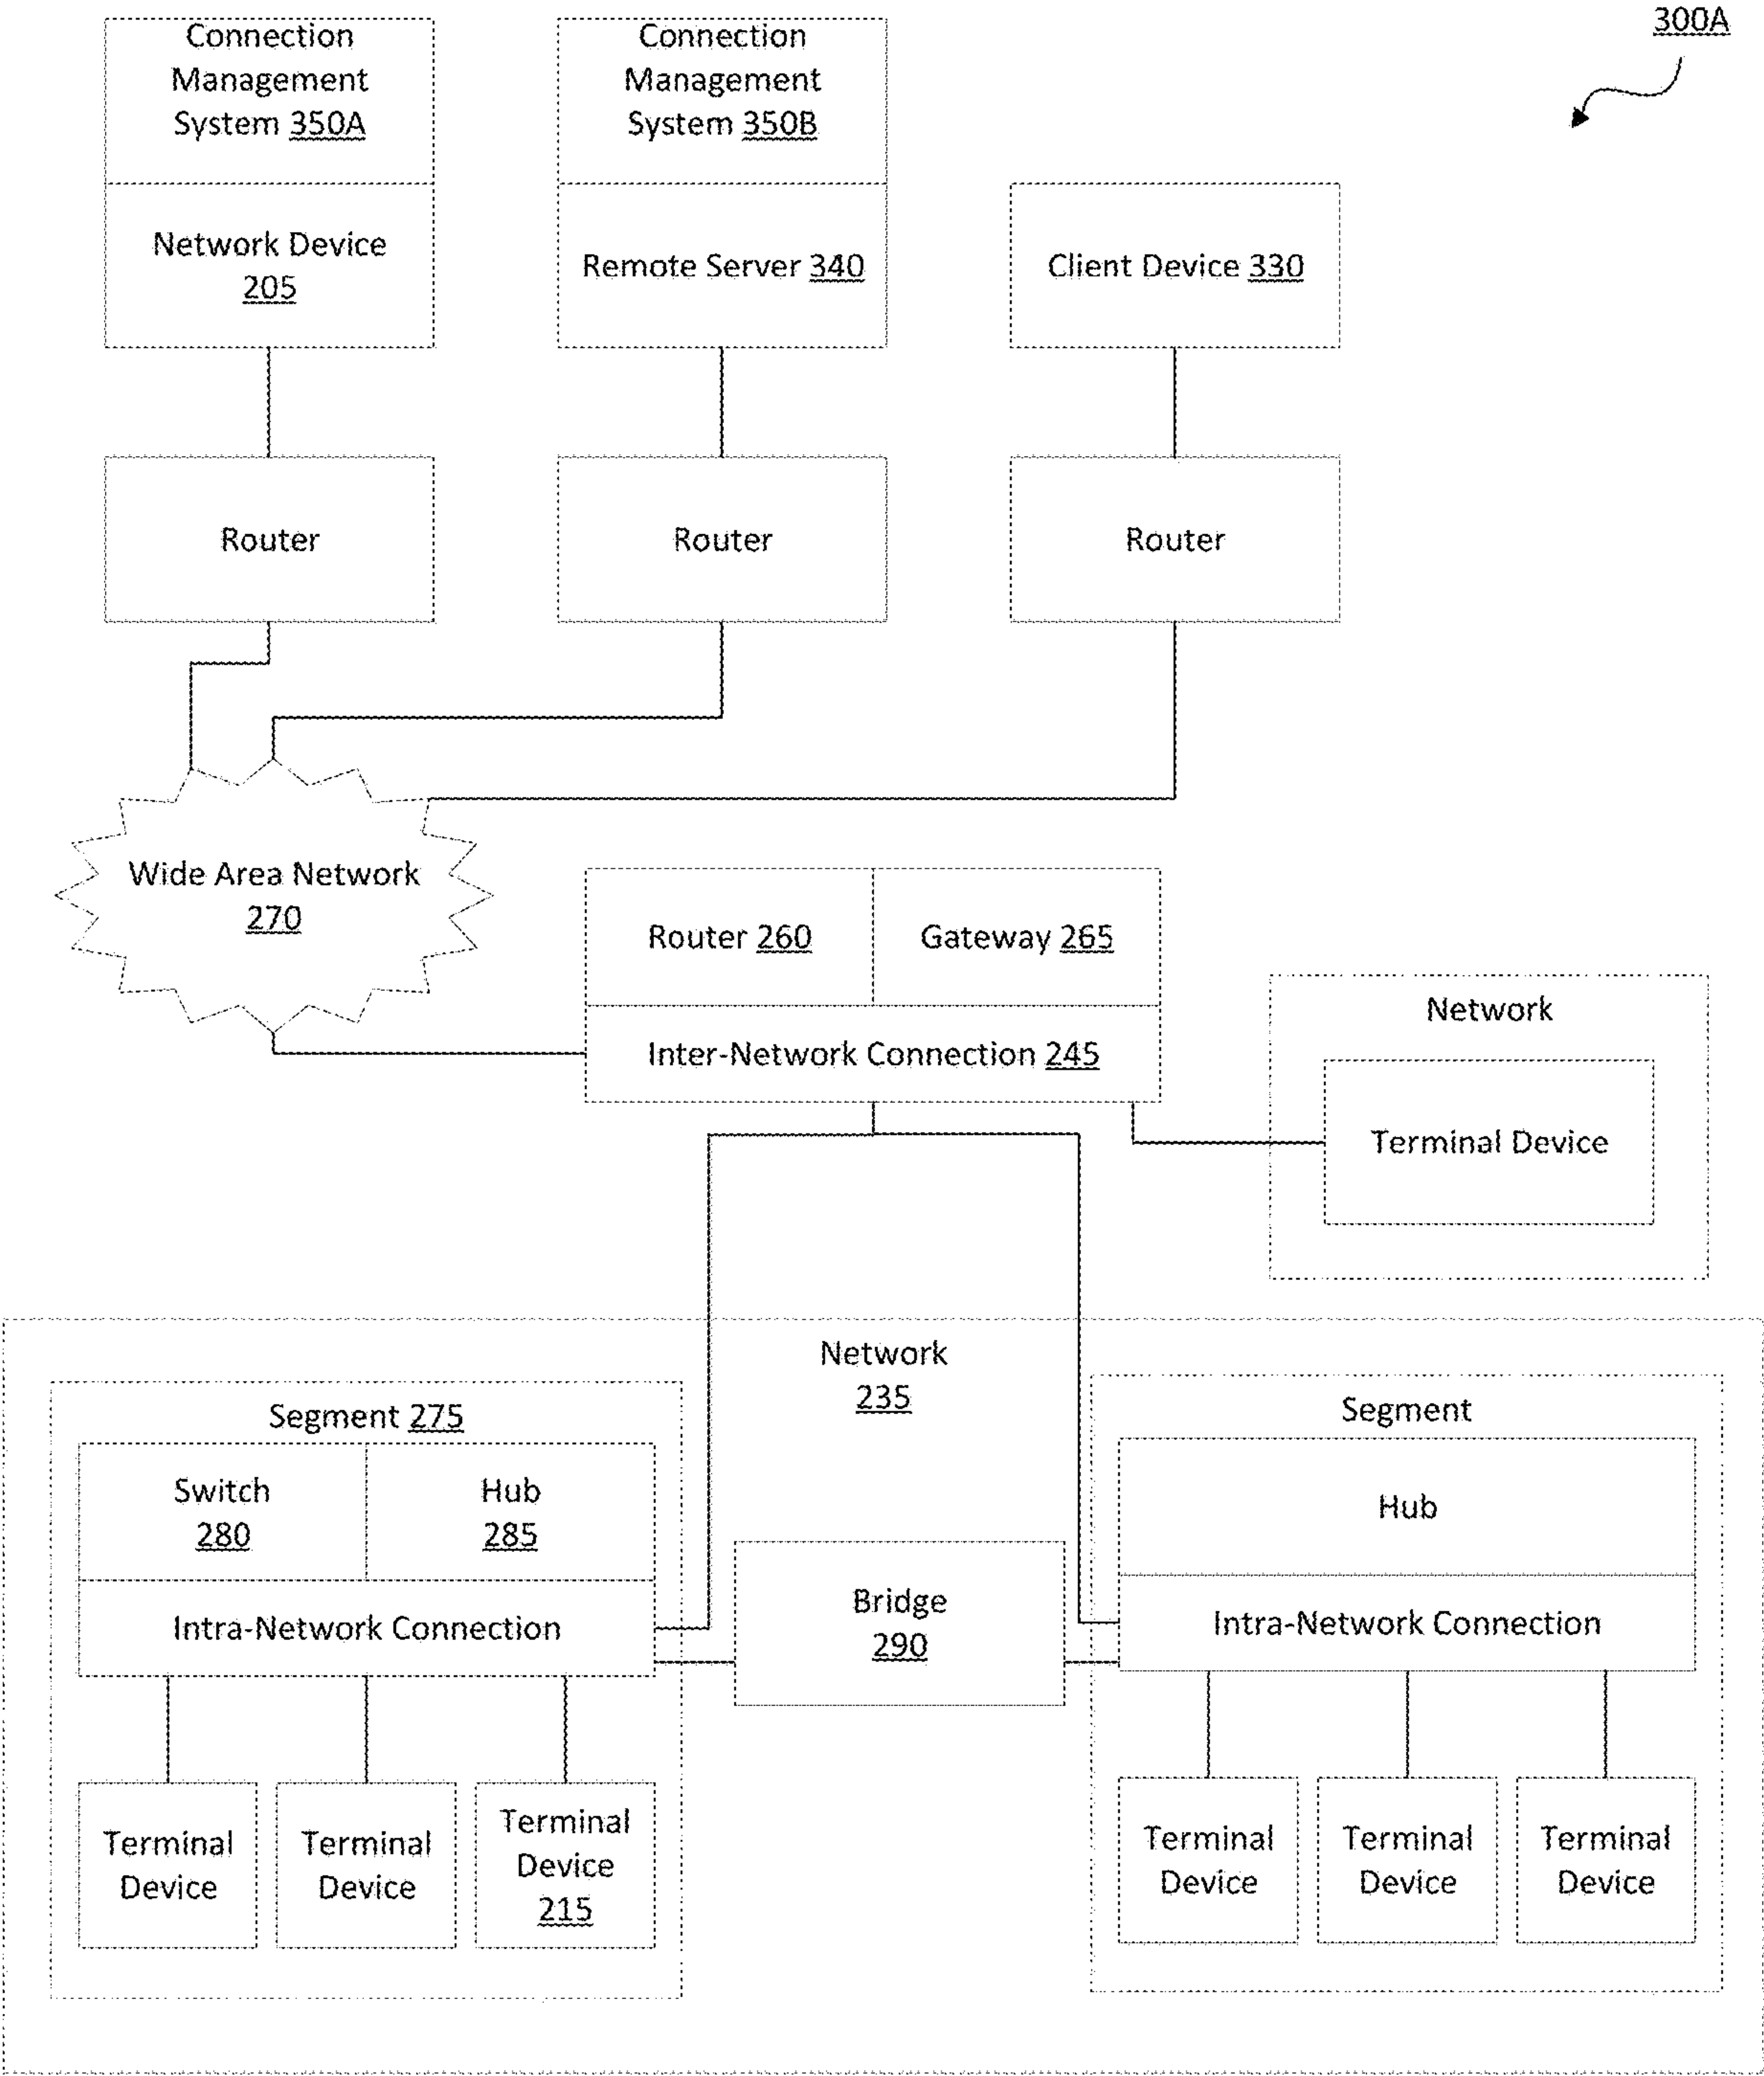 300A
Connection
Management
System 350A
Connection
Management
System 350B
Network Device
205
Remote Server 340
Client Device 330
Router
Router
Router
Wide Area Network
270
Router 260
Gateway 265
Inter-Network Connection 245
Network
Terminal Device
Network
235
Segment 275
Switch
280
Hub
285
Intra-Network Connection
Bridge
290
Segment
Hub
Intra-Network Connection
Terminal
Device
Terminal
Device
Terminal
Device
215
Terminal
Device
Terminal
Device
Terminal
Device